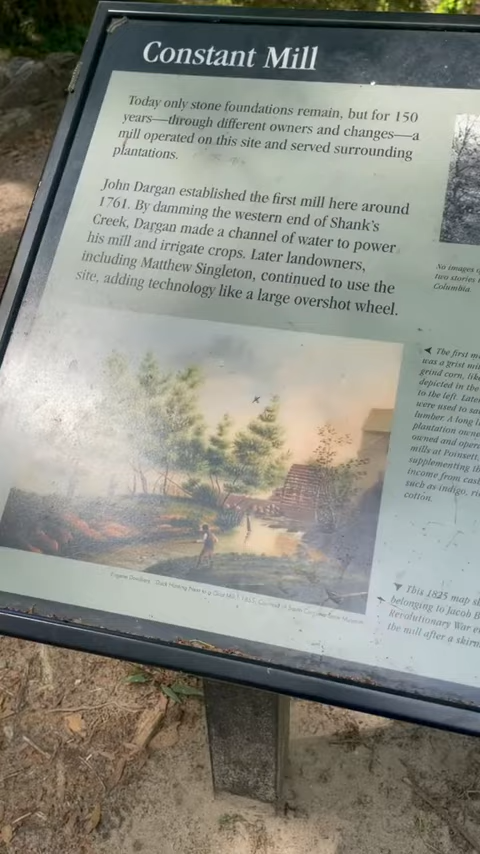 Constant Mill
Today only stone foundations remain, but for 150
years—through different owners and changes—a
mill operated on this site and served surrounding
plantations.
John Dargan established the first mill here around
1761. By damming the western end of Shank's
Creek, Dargan made a channel of water to power
his mill and irrigate crops. Later landowners,
including Matthew Singleton, continued to use the
site, adding technology like a large overshot wheel.
No images
two stories
Columbia.
The first
was a grist
grind corn,
depicted in the
to the left.
were used to
lumber. A long
plantation
owned and
mills at Poinsett
supplementing
income from
such as indigo,
cotton.
This 1825 map
belonging to Jacob
Revolutionary War
the mill after a